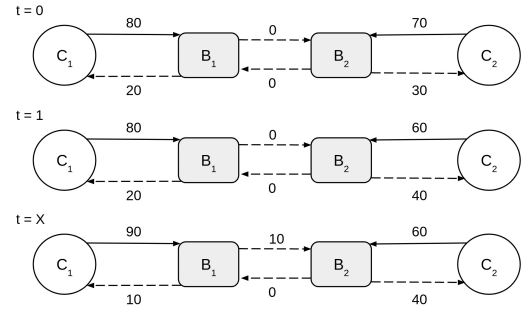 t = 0
80 0 70
C1 B1 B2 C2
20 0 30
t = 1
80 0 60
C1 B1 B2 C2
20 0 40
t = X
90 10 60
C1 B1 B2 C2
10 0 40